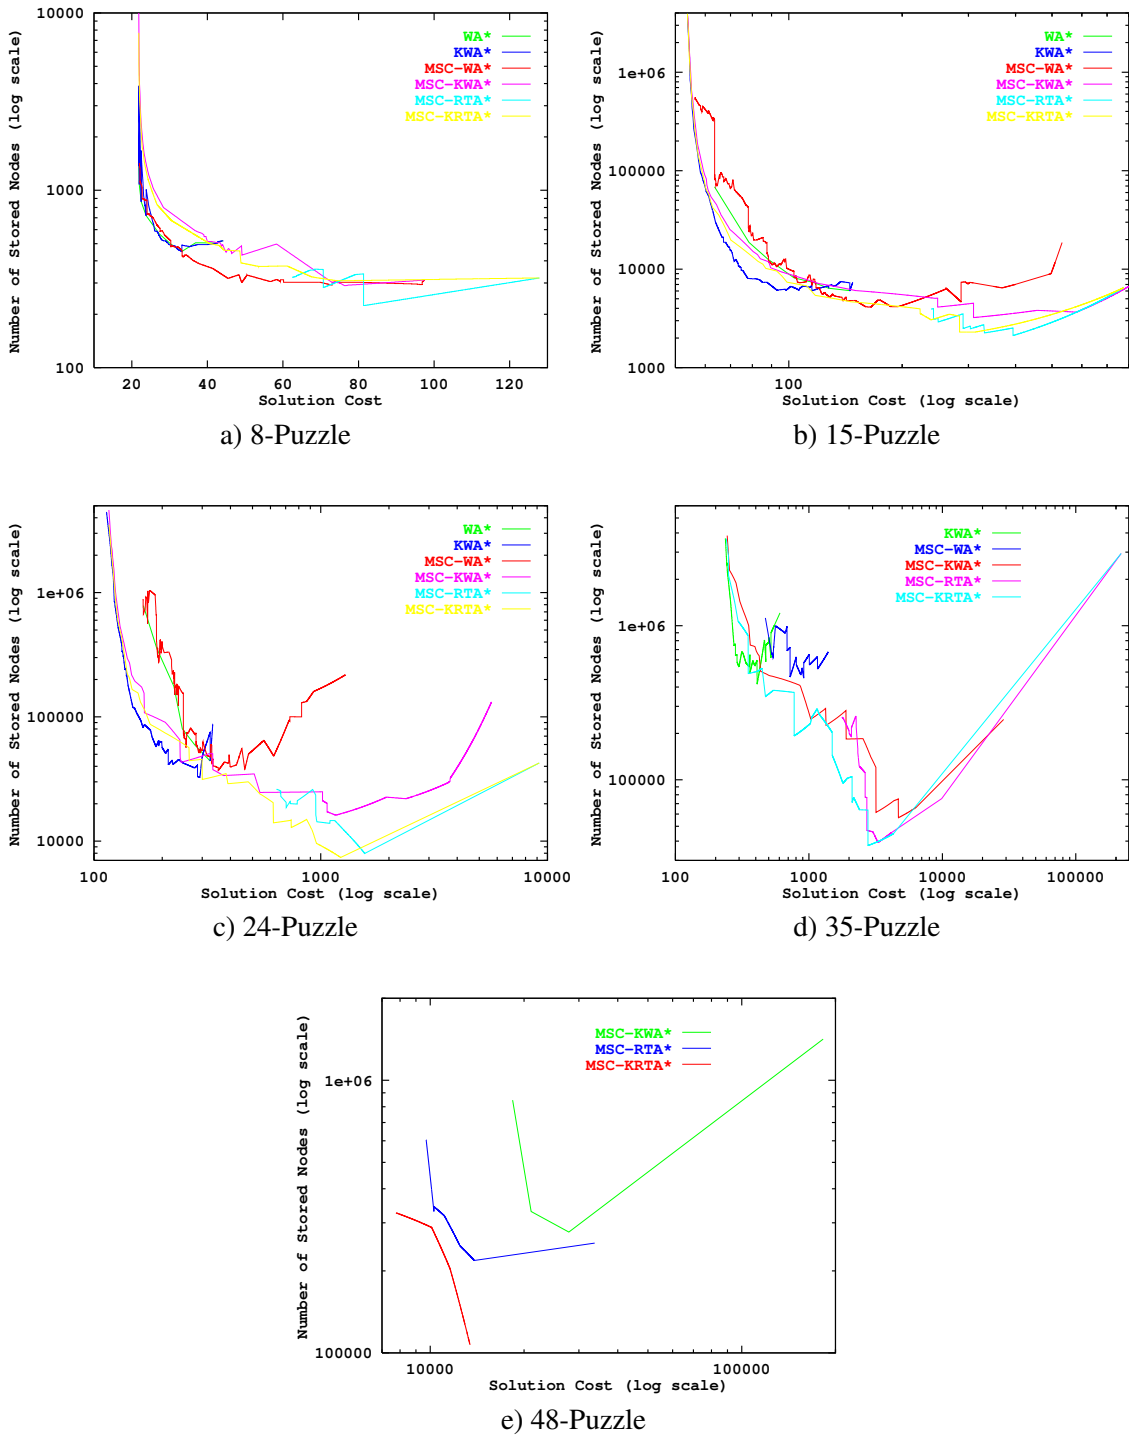 Number of Stored Nodes (log scale)
10000
1000
100
WA*
KWA*
MSC-WA*
MSC-KWA*
MSC-RTA*
MSC-KRTA*
20 40 60 80 100 120
Solution Cost
a) 8-Puzzle
Number of Stored Nodes (log scale)
1e+06
100000
10000
1000
WA*
KWA*
MSC-WA*
MSC-KWA*
MSC-RTA*
MSC-KRTA*
100
Solution Cost (log scale)
b) 15-Puzzle
Number of Stored Nodes (log scale)
1e+06
100000
10000
WA*
KWA*
MSC-WA*
MSC-KWA*
MSC-RTA*
MSC-KRTA*
100 1000 10000
Solution Cost (log scale)
c) 24-Puzzle
Number of Stored Nodes (log scale)
1e+06
100000
KWA*
MSC-WA*
MSC-KWA*
MSC-RTA*
MSC-KRTA*
100 1000 10000 100000
Solution Cost (log scale)
d) 35-Puzzle
Number of Stored Nodes (log scale)
1e+06
100000
MSC-KWA*
MSC-RTA*
MSC-KRTA*
10000 100000
Solution Cost (log scale)
e) 48-Puzzle